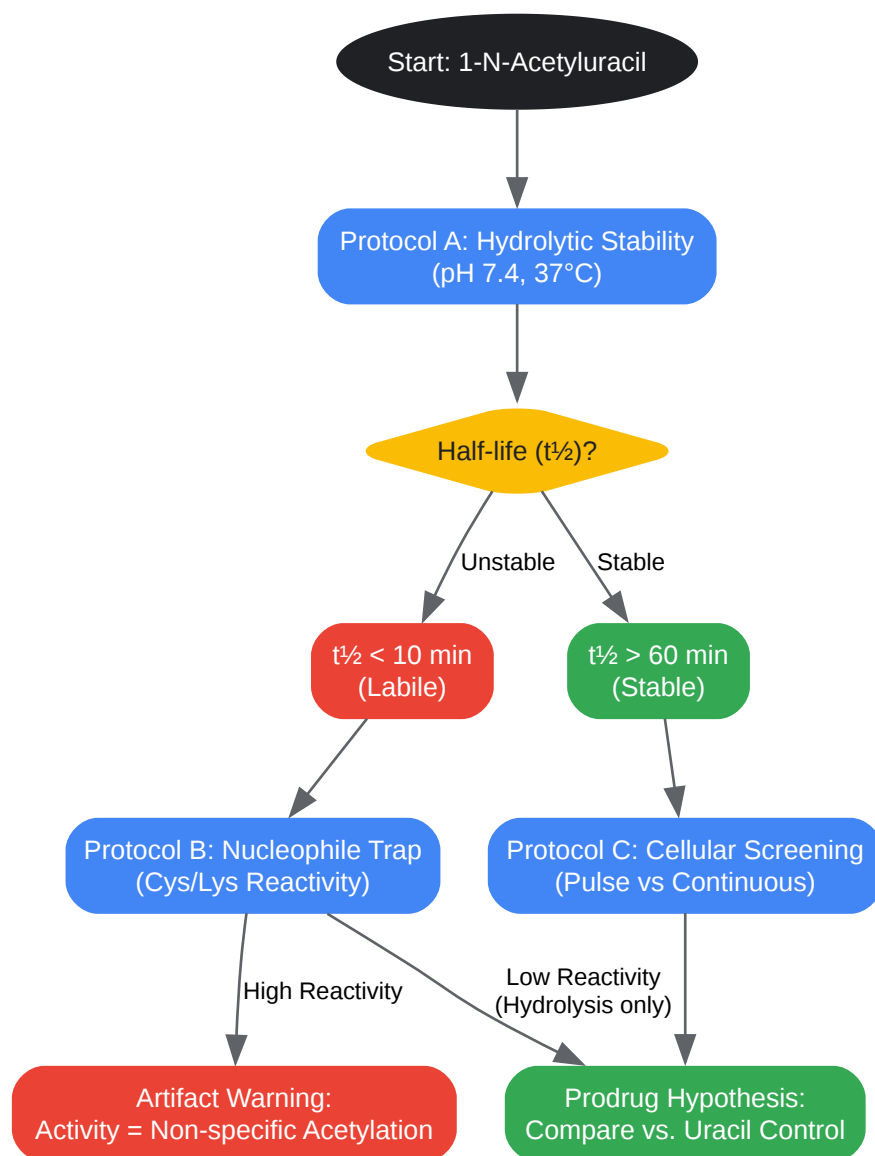 Start: 1-N-Acetyluracil
Protocol A: Hydrolytic Stability
(pH 7.4, 37°C)
Half-life (t½)?
Unstable
Stable
t½ < 10 min
(Labile)
t½ > 60 min
(Stable)
Protocol B: Nucleophile Trap
(Cys/Lys Reactivity)
Protocol C: Cellular Screening
(Pulse vs Continuous)
High Reactivity
Low Reactivity
(Hydrolysis only)
Artifact Warning:
Activity = Non-specific Acetylation
Prodrug Hypothesis:
Compare vs. Uracil Control